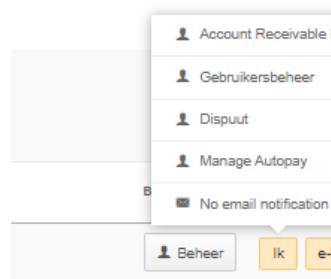 Account Receivable
Gebruikersbeheer
Dispuut
Manage Autopay
B
No email notification
Beheer
Ik
e-